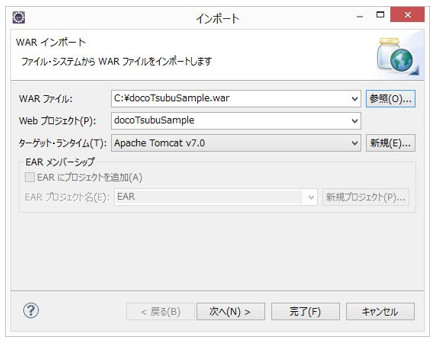 インポート
WAR インポート
ファイル・システムから WAR ファイルをインポートします
WAR ファイル: C:¥docoTsubuSample.war 参照(O)...
Web プロジェクト(P): docoTsubuSample
ターゲット・ランタイム(T): Apache Tomcat v7.0 新規(E)...
EAR メンバーシップ
EAR にプロジェクトを追加(A)
EAR プロジェクト名(E): EAR 新規プロジェクト(P)...
? < 戻る(B) 次へ(N) > 完了(F) キャンセル